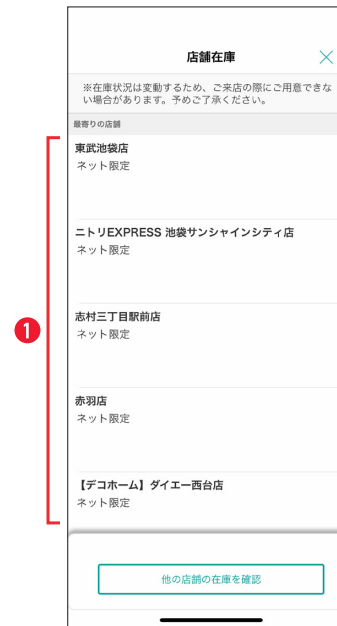 店舗在庫
※在庫状況は変動するため、ご来店の際にご用意できな
い場合があります。予めご了承ください。
最寄りの店舗
東武池袋店
ネット限定
ニトリEXPRESS 池袋サンシャインシティ店
ネット限定
1
志村三丁目駅前店
ネット限定
赤羽店
ネット限定
【デコホーム】ダイエー西台店
ネット限定
他の店舗の在庫を確認